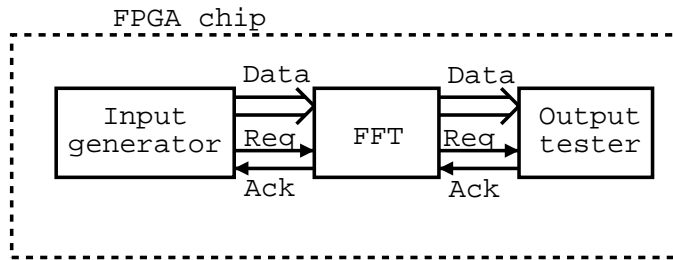 FPGA chip
Data
Data
Input
generator
Req
FFT
Req
Output
tester
Ack
Ack